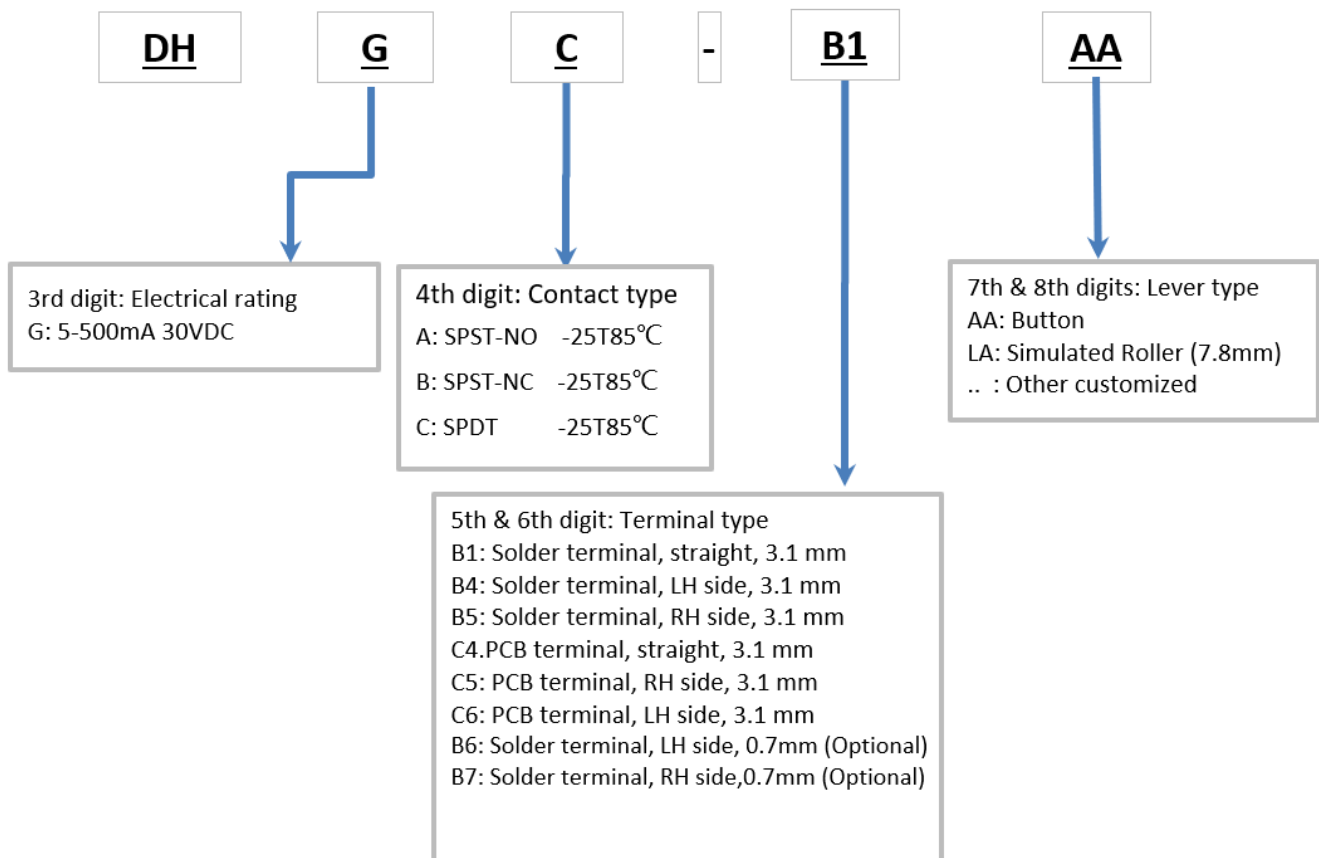 DH G C - B1 AA
3rd digit: Electrical rating
G: 5-500mA 30VDC
4th digit: Contact type
A: SPST-NO -25T85℃
B: SPST-NC -25T85℃
C: SPDT -25T85℃
7th & 8th digits: Lever type
AA: Button
LA: Simulated Roller (7.8mm)
.. : Other customized
5th & 6th digit: Terminal type
B1: Solder terminal, straight, 3.1 mm
B4: Solder terminal, LH side, 3.1 mm
B5: Solder terminal, RH side, 3.1 mm
C4.PCB terminal, straight, 3.1 mm
C5: PCB terminal, RH side, 3.1 mm
C6: PCB terminal, LH side, 3.1 mm
B6: Solder terminal, LH side, 0.7mm (Optional)
B7: Solder terminal, RH side,0.7mm (Optional)